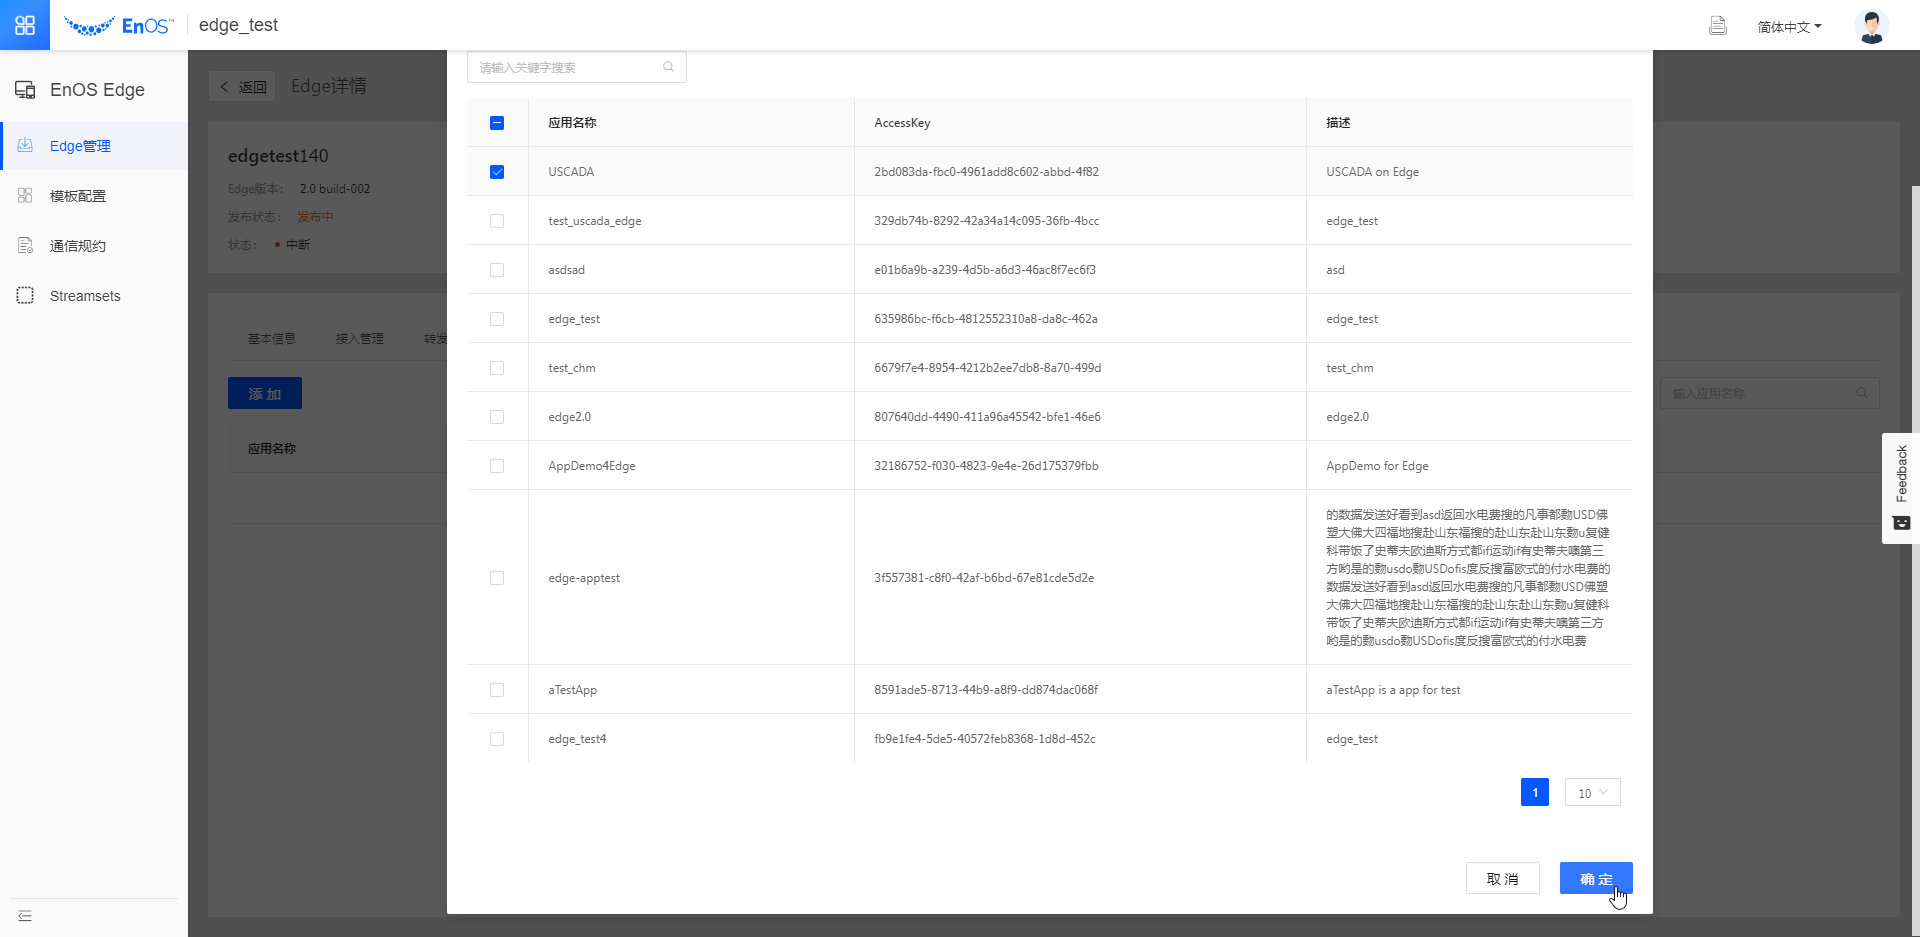 EnOS™
edge_test
简体中文
EnOS Edge
Edge管理
模板配置
通信规约
Streamsets
返回
Edge详情
edgetest140
Edge版本： 2.0 build-002
发布状态： 发布中
状态： 中断
基本信息 接入管理 转发
添 加
输入应用名称
应用名称
请输入关键字搜索
应用名称 AccessKey 描述
USCADA 2bd083da-fbc0-4961add8c602-abbd-4f82 USCADA on Edge
test_uscada_edge 329db74b-8292-42a34a14c095-36fb-4bcc edge_test
asdsad e01b6a9b-a239-4d5b-a6d3-46ac8f7ec6f3 asd
edge_test 635986bc-f6cb-4812552310a8-da8c-462a edge_test
test_chm 6679f7e4-8954-4212b2ee7db8-8a70-499d test_chm
edge2.0 807640dd-4490-411a96a45542-bfe1-46e6 edge2.0
AppDemo4Edge 32186752-f030-4823-9e4e-26d175379fbb AppDemo for Edge
edge-apptest 3f557381-c8f0-42af-b6bd-67e81cde5d2e
的数据发送好看到asd返回水电费搜的凡事都USD佛
塑大佛大四福地搜赴山东福搜的赴山东赴山东u复健
科带饭了史蒂夫欧迪斯方式都if运动if有史蒂夫噢第三
方哟是的usdoUSDofis度反搜富欧式的付水电费的
数据发送好看到asd返回水电费搜的凡事都USD佛塑
大佛大四福地搜赴山东福搜的赴山东赴山东u复健科
带饭了史蒂夫欧迪斯方式都if运动if有史蒂夫噢第三方
哟是的usdoUSDofis度反搜富欧式的付水电费
aTestApp 8591ade5-8713-44b9-a8f9-dd874dac068f aTestApp is a app for test
edge_test4 fb9e1fe4-5de5-40572feb8368-1d8d-452c edge_test
1 10
取 消 确 定
Feedback